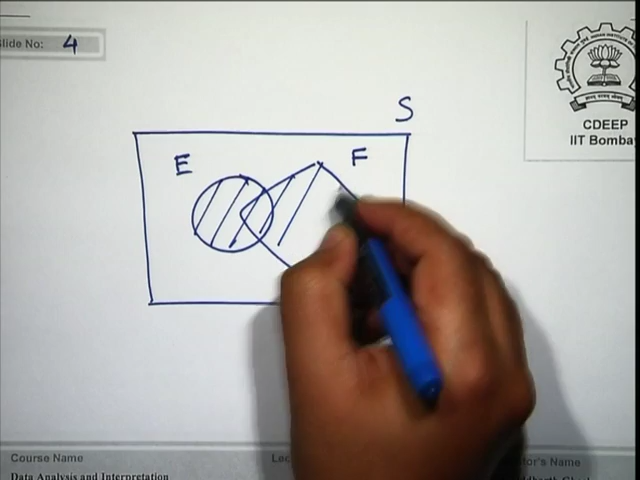 Slide No: 4
CDEEP
IIT Bombay
S
E F
Course Name
Data Analysis and Interpretation